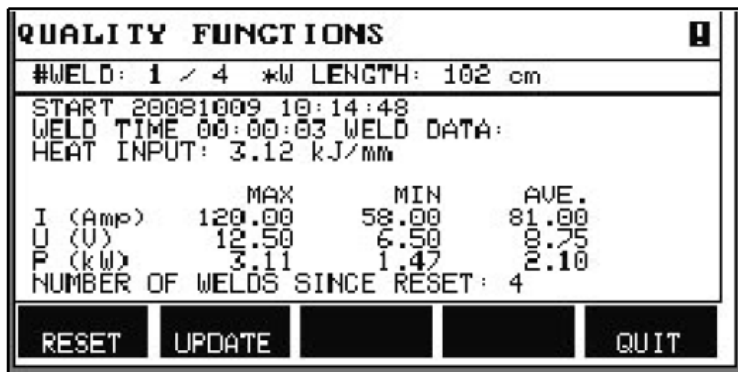 QUALITY FUNCTIONS
#WELD: 1 / 4 *W LENGTH: 102 cm
START 20081009 10:14:48
WELD TIME 00:00:03 WELD DATA:
HEAT INPUT: 3.12 kJ/mm
MAX MIN AVE.
I (Amp) 120.00 58.00 81.00
U (V) 12.50 6.50 8.75
P (kW) 3.11 1.47 2.10
NUMBER OF WELDS SINCE RESET: 4
RESET UPDATE QUIT